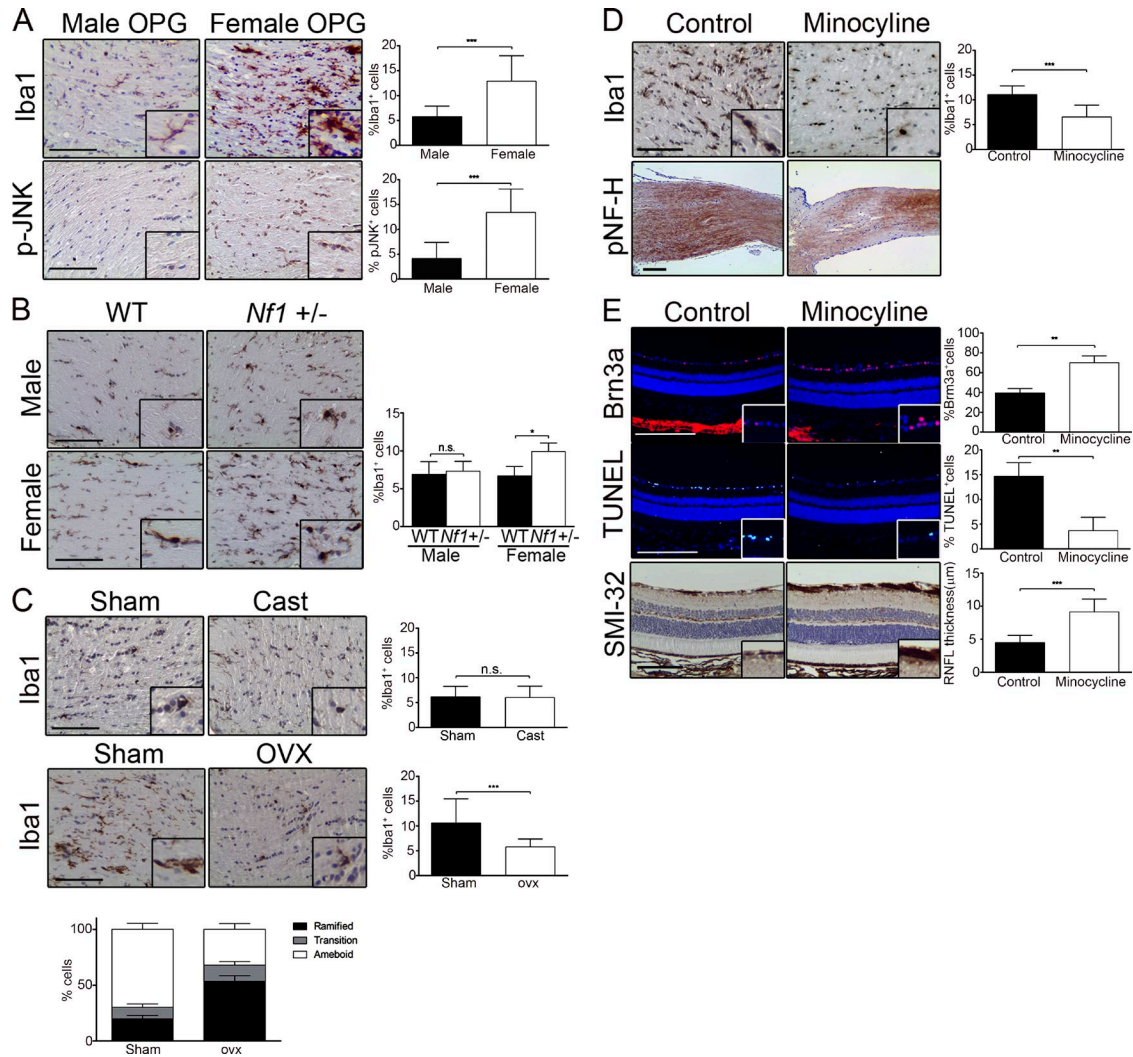 A
Male OPG Female OPG
Iba1
%Iba1+ cells
20
15
10
5
0
***
Male Female
p-JNK
% pJNK+ cells
20
15
10
5
0
***
Male Female
B
WT Nf1 +/-
Male
Female
%Iba1+ cells
15
10
5
0
n.s.
*
WT Nf1+/- WT Nf1+/-
Male Female
C
Sham Cast
Iba1
%Iba1+ cells
20
15
10
5
0
n.s.
Sham Cast
Sham OVX
Iba1
%Iba1+ cells
20
15
10
5
0
***
Sham ovx
% cells
100
50
0
Sham ovx
Ramified
Transition
Ameboid
D
Control Minocyline
Iba1
%Iba1+ cells
20
15
10
5
0
***
Control Minocycline
pNF-H
E
Control Minocyline
Brn3a
%Brn3a+cells
100
80
60
40
20
0
**
Control Minocycline
TUNEL
% TUNEL+cells
20
15
10
5
0
**
Control Minocycline
SMI-32
RNFL thickness(μm)
15
10
5
0
***
Control Minocycline